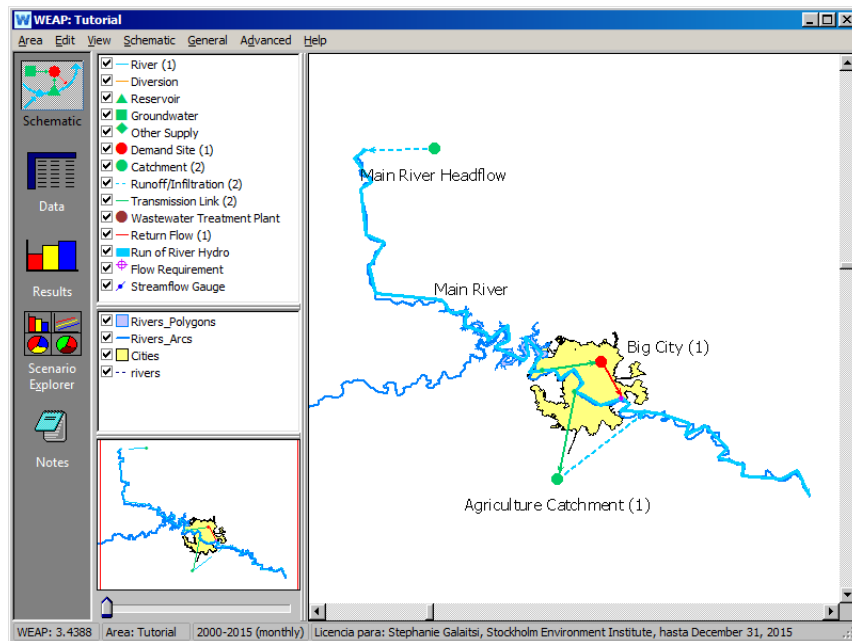 WEAP: Tutorial
Area Edit View Schematic General Advanced Help
Schematic
Data
Results
Scenario
Explorer
Notes
River (1)
Diversion
Reservoir
Groundwater
Other Supply
Demand Site (1)
Catchment (2)
Runoff/Infiltration (2)
Transmission Link (2)
Wastewater Treatment Plant
Return Flow (1)
Run of River Hydro
Flow Requirement
Streamflow Gauge
Rivers_Polygons
Rivers_Arcs
Cities
rivers
Main River Headflow
Main River
Big City (1)
Agriculture Catchment (1)
WEAP: 3.4388 Area: Tutorial 2000-2015 (monthly) Licencia para: Stephanie Galaitsi, Stockholm Environment Institute, hasta December 31, 2015